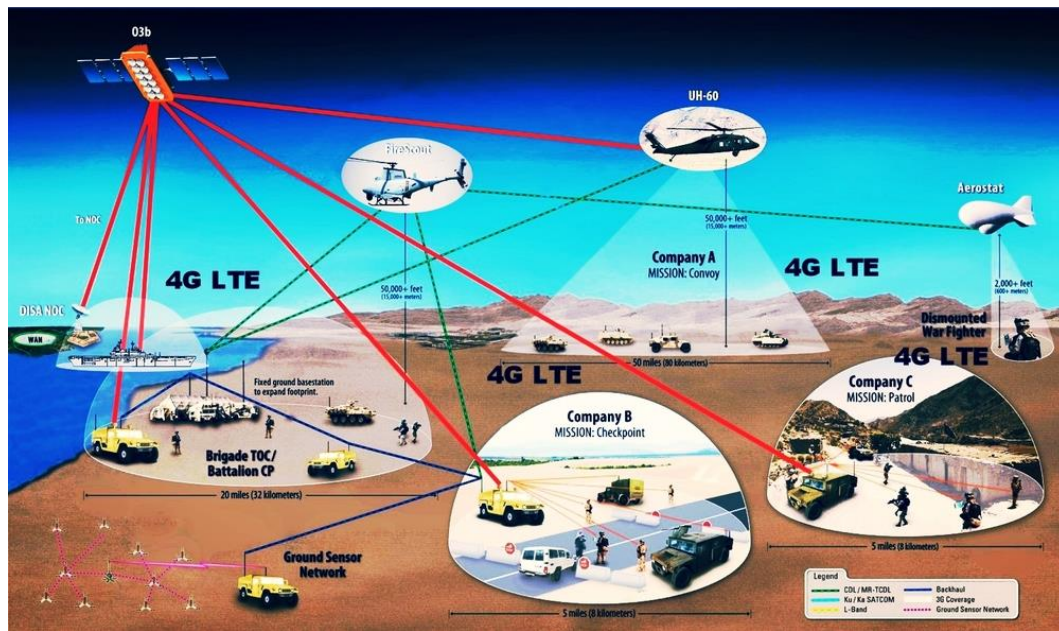 O3b
UH-60
FireScout
Aerostat
To NOC
50,000+ feet
(15,000+ meters)
Company A
MISSION: Convoy
4G LTE
4G LTE
50,000+ feet
(15,000+ meters)
2,000+ feet
(600+ meters)
DISA NOC
WAN
Dismounted
War Fighter
50 miles (80 kilometers)
4G LTE
4G LTE
Fixed ground basestation
to expand footprint.
Company B
MISSION: Checkpoint
Company C
MISSION: Patrol
Brigade TOC/
Battalion CP
20 miles (32 kilometers)
Ground Sensor
Network
5 miles (8 kilometers)
5 miles (8 kilometers)
Legend
CDL / MR-TCDL
Ku / Ka SATCOM
L-Band
Backhaul
3G Coverage
Ground Sensor Network